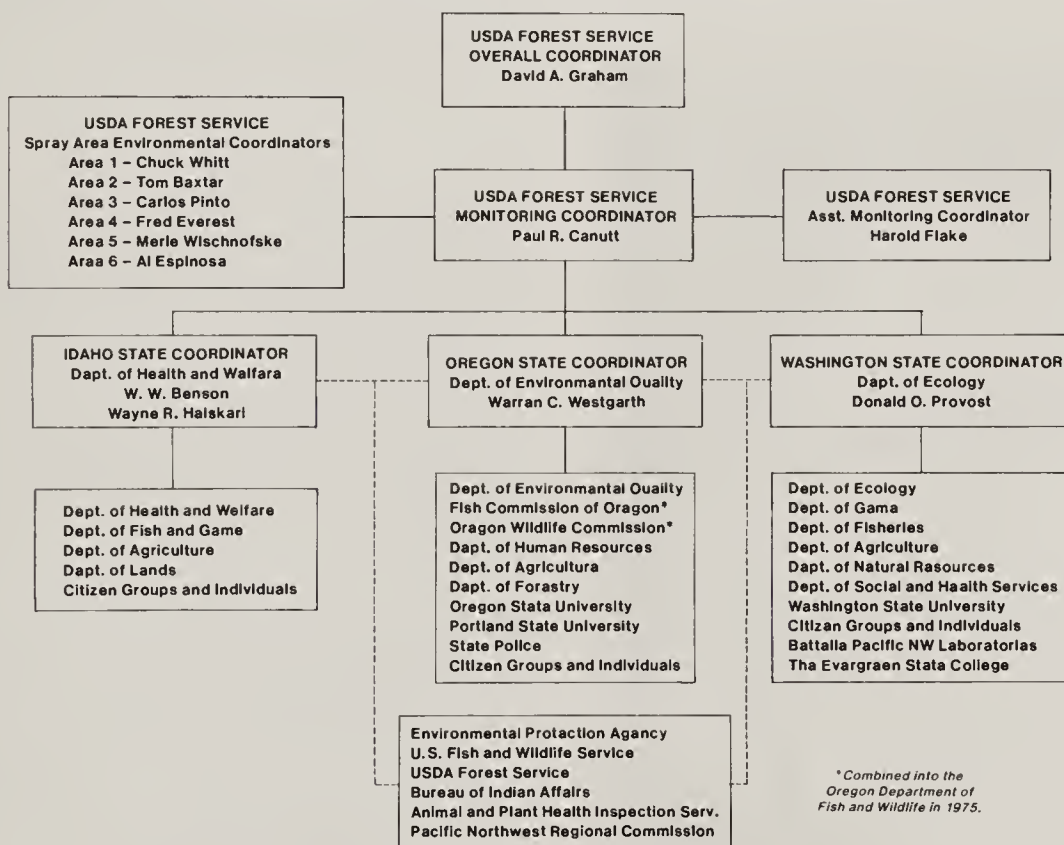 USDA FOREST SERVICE
OVERALL COORDINATOR
David A. Graham
USDA FOREST SERVICE
Spray Area Environmental Coordinators
Area 1 – Chuck Whitt
Area 2 – Tom Baxtar
Area 3 – Carlos Pinto
Area 4 – Fred Everest
Area 5 – Merle Wischnofske
Araa 6 – Al Espinosa
USDA FOREST SERVICE
MONITORING COORDINATOR
Paul R. Canutt
USDA FOREST SERVICE
Asst. Monitoring Coordinator
Harold Flake
IDAHO STATE COORDINATOR
Dapt. of Health and Walfara
W. W. Benson
Wayne R. Halskari
OREGON STATE COORDINATOR
Dept. of Environmantal Quality
Warran C. Westgarth
WASHINGTON STATE COORDINATOR
Dapt. of Ecology
Donald O. Provost
Dept. of Health and Welfare
Dept. of Fish and Game
Dept. of Agriculture
Dapt. of Lands
Citizen Groups and Individuals
Dept. of Environmantal Quality
Fish Commission of Oragon*
Oragon Wildlife Commission*
Dapt. of Human Resources
Dept. of Agricultura
Dapt. of Forastry
Oregon Stata University
Portland State University
State Police
Citizen Groups and Individuals
Dept. of Ecology
Dept. of Gama
Dept. of Fisheries
Dept. of Agriculture
Dapt. of Natural Rasources
Dept. of Social and Haalth Services
Washington State University
Citizan Groups and Individuals
Battalla Pacific NW Laboratorias
Tha Evargraen Stata College
Environmental Protaction Agancy
U.S. Fish and Wildlife Service
USDA Forest Service
Bureau of Indian Affairs
Animal and Plant Health Inspection Serv.
Pacific Northwest Regional Commission
*Combined into the
Oregon Department of
Fish and Wildlife in 1975.